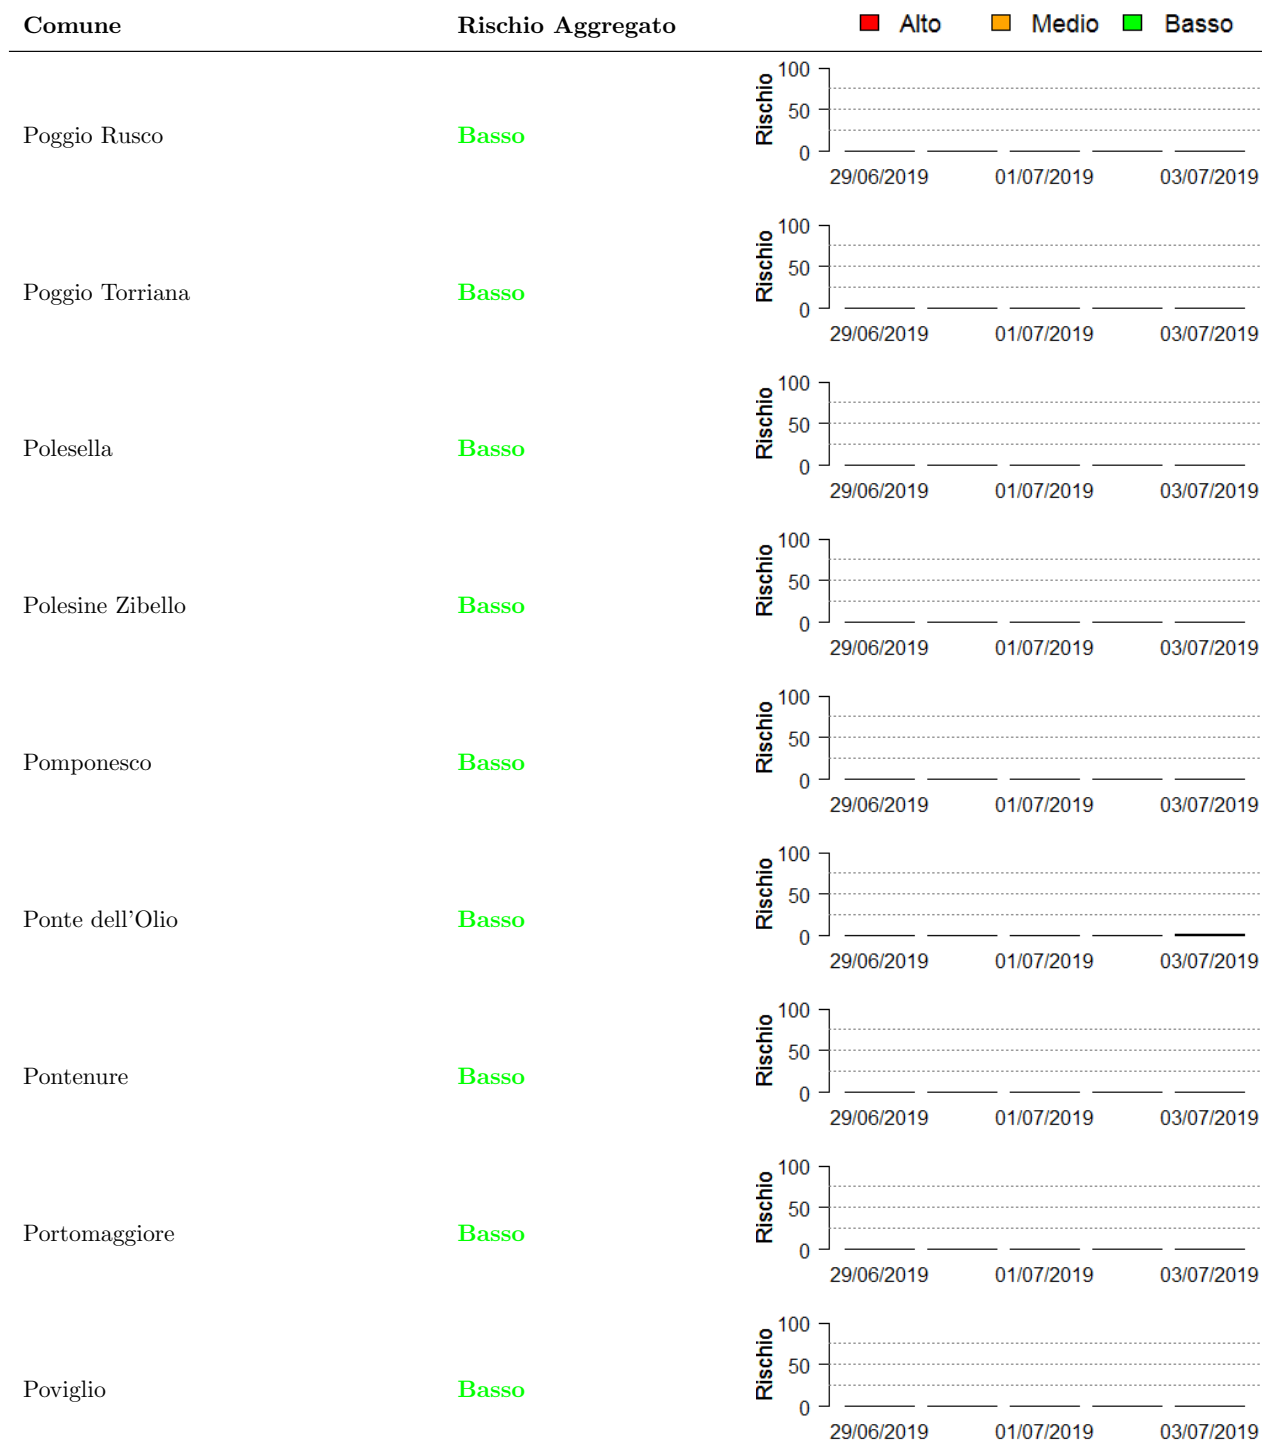 Comune Rischio Aggregato Alto Medio Basso
Poggio Rusco Basso Rischio 100 50 0
29/06/2019 01/07/2019 03/07/2019
Poggio Torriana Basso Rischio 100 50 0
29/06/2019 01/07/2019 03/07/2019
Polesella Basso Rischio 100 50 0
29/06/2019 01/07/2019 03/07/2019
Polesine Zibello Basso Rischio 100 50 0
29/06/2019 01/07/2019 03/07/2019
Pomponesco Basso Rischio 100 50 0
29/06/2019 01/07/2019 03/07/2019
Ponte dell'Olio Basso Rischio 100 50 0
29/06/2019 01/07/2019 03/07/2019
Pontenure Basso Rischio 100 50 0
29/06/2019 01/07/2019 03/07/2019
Portomaggiore Basso Rischio 100 50 0
29/06/2019 01/07/2019 03/07/2019
Poviglio Basso Rischio 100 50 0
29/06/2019 01/07/2019 03/07/2019